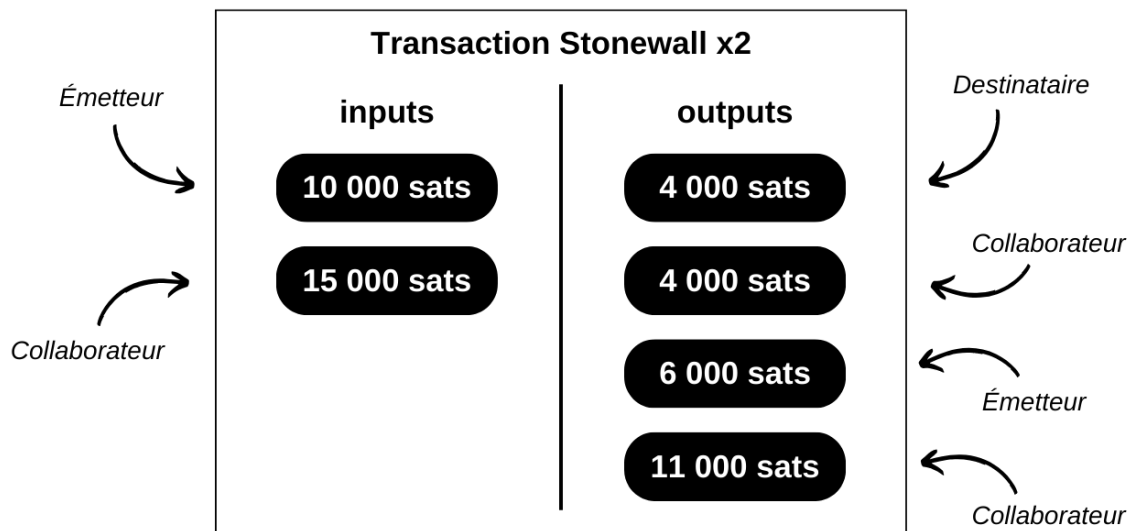 Transaction Stonewall x2
Émetteur
Destinataire
inputs
outputs
10 000 sats
4 000 sats
Collaborateur
15 000 sats
4 000 sats
Collaborateur
6 000 sats
Émetteur
11 000 sats
Collaborateur